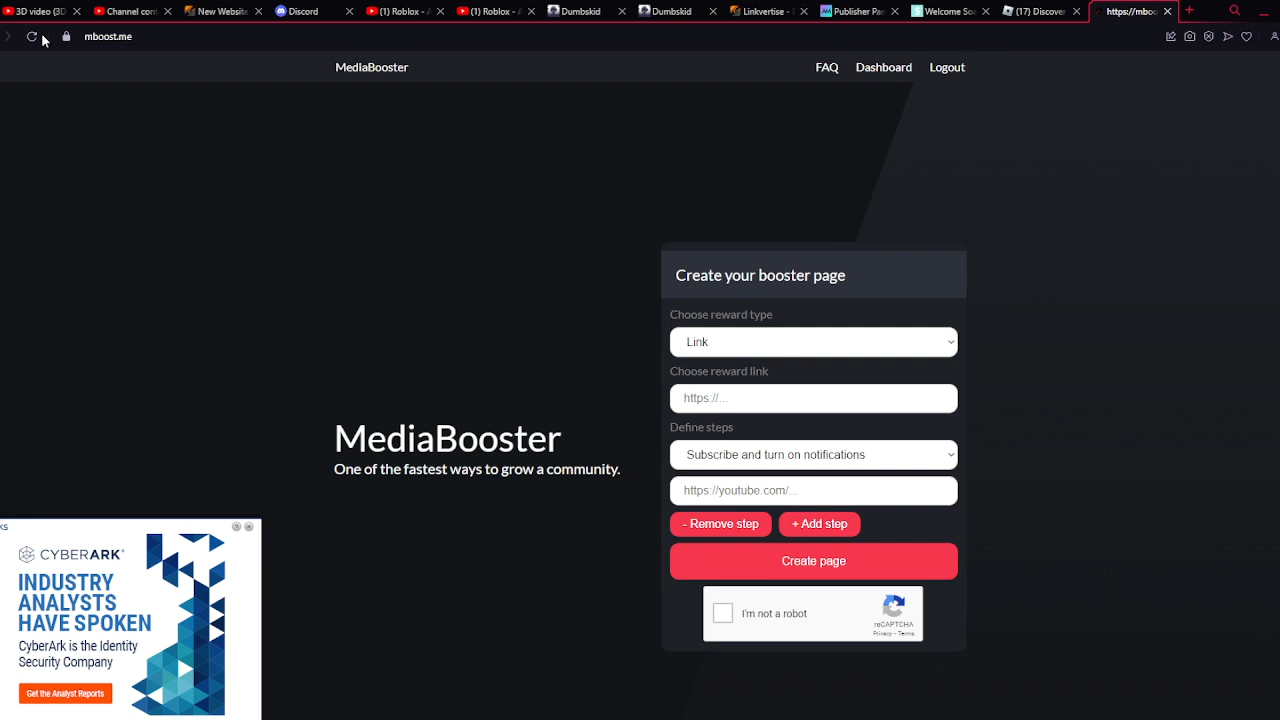 3D video (3D
Channel con
New Website
Discord
(1) Roblox - A
(1) Roblox - A
Dumbskid
Dumbskid
Linkvertise -
Publisher Pa
Welcome Soa
(17) Discover
https://mboo
mboost.me
MediaBooster
FAQ
Dashboard
Logout
Create your booster page
Choose reward type
Link
Choose reward link
https://...
Define steps
Subscribe and turn on notifications
https://youtube.com/...
- Remove step
+ Add step
Create page
I'm not a robot
reCAPTCHA
Privacy - Terms
MediaBooster
One of the fastest ways to grow a community.
ks
CYBERARK®
INDUSTRY
ANALYSTS
HAVE SPOKEN
CyberArk is the Identity
Security Company
Get the Analyst Reports